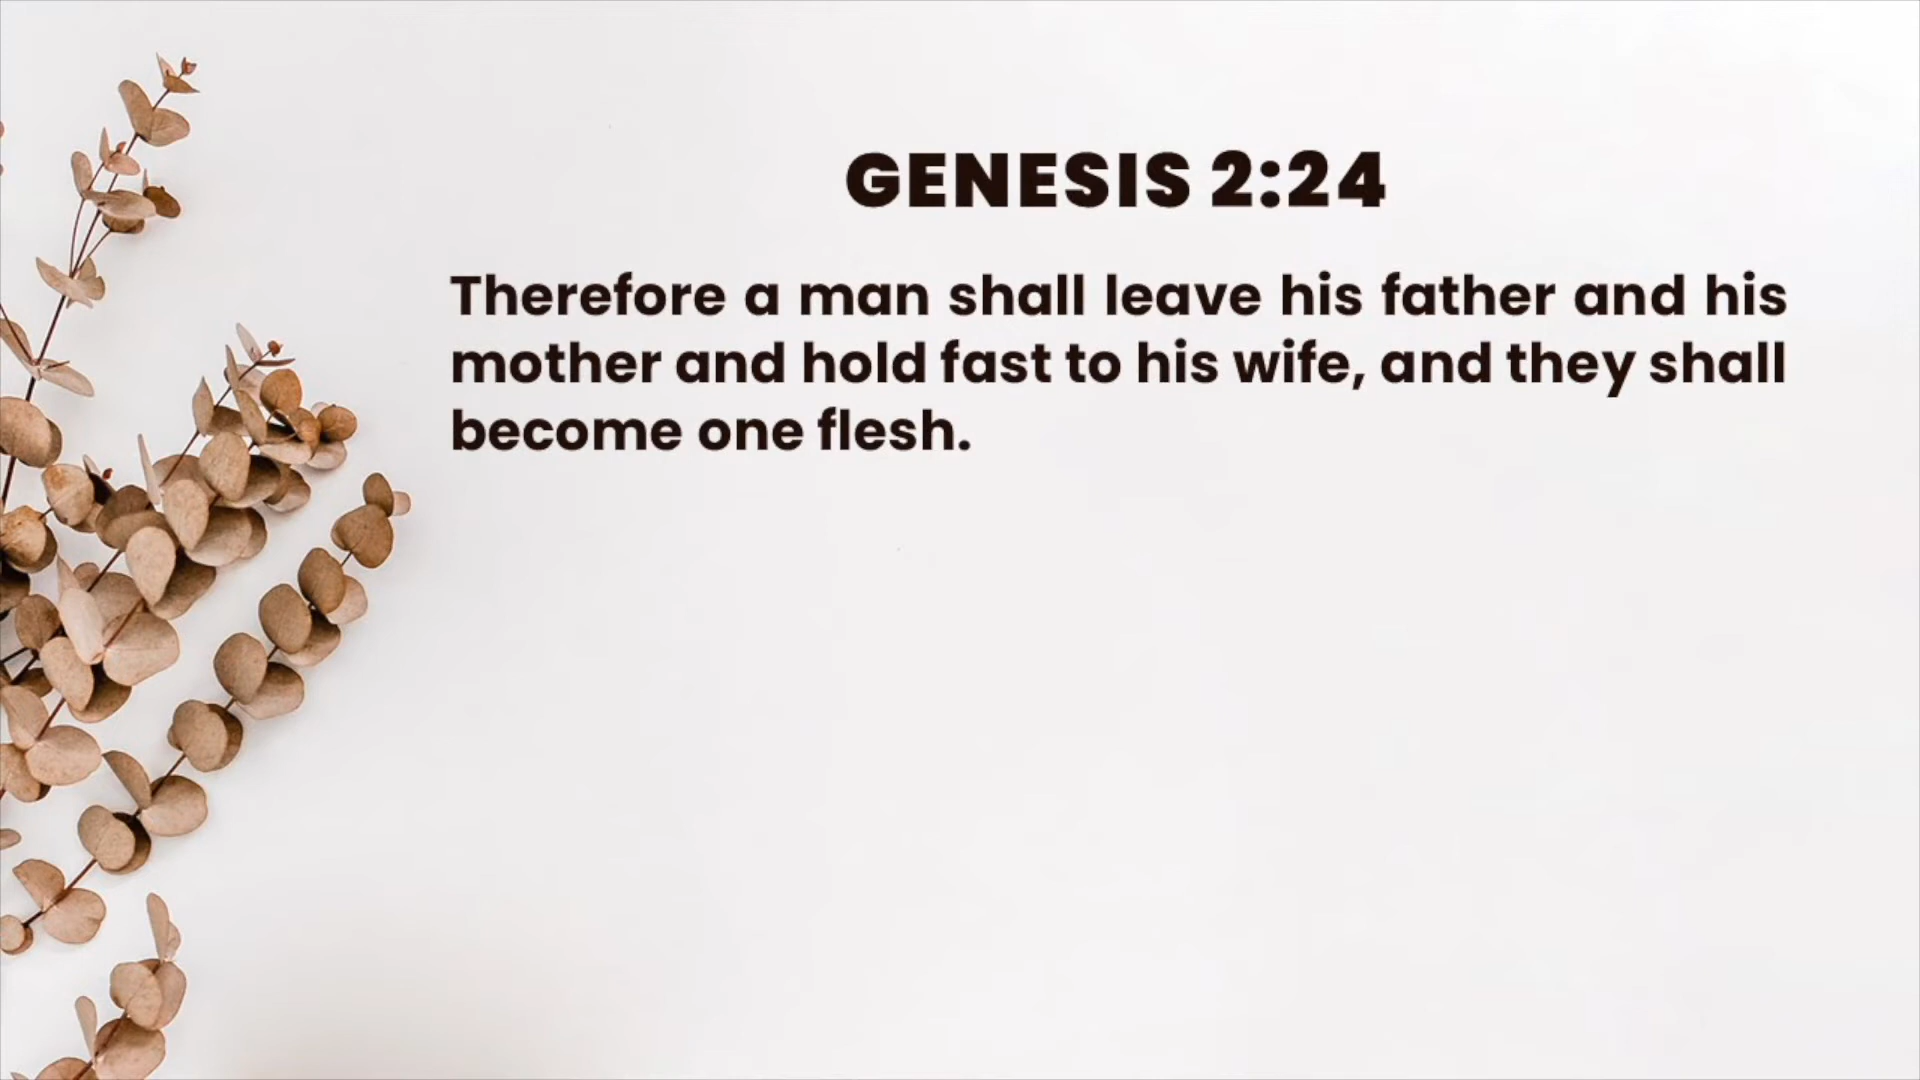 GENESIS 2:24
Therefore a man shall leave his father and his
mother and hold fast to his wife, and they shall
become one flesh.